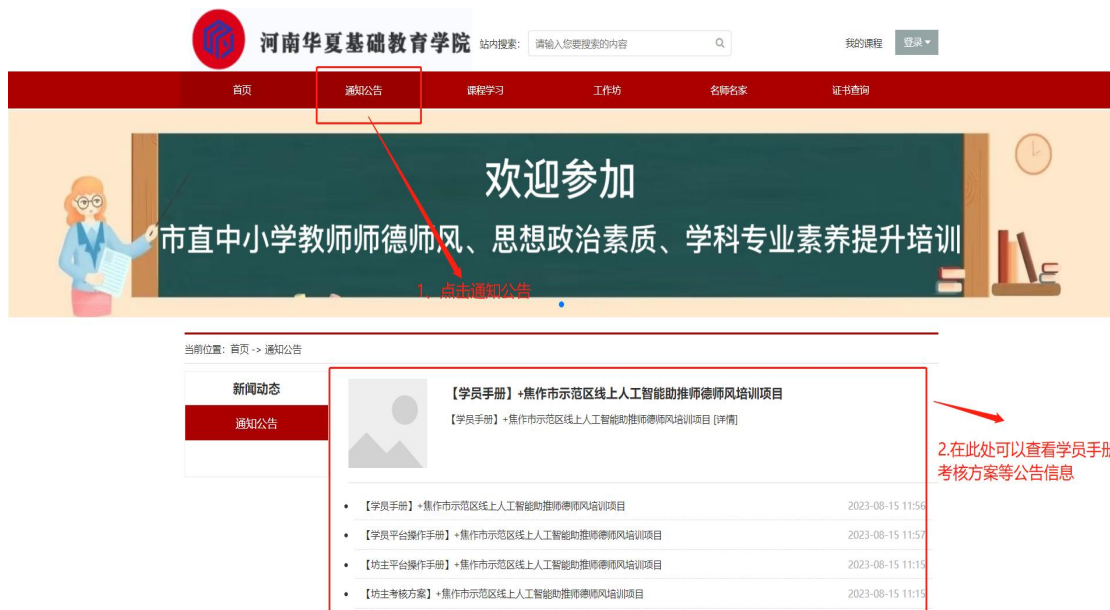 河南华夏基础教育学院
站内搜索: 请输入您要搜索的内容
我的课程 登录
首页 通知公告 课程学习 工作坊 名师名家 证书查询
欢迎参加
市直中小学教师师德师风、思想政治素质、学科专业素养提升培训
1、点击通知公告
当前位置: 首页 -> 通知公告
新闻动态
通知公告
【学员手册】+焦作市示范区线上人工智能助推师德师风培训项目
【学员手册】+焦作市示范区线上人工智能助推师德师风培训项目 [详情]
2.在此处可以查看学员手册
考核方案等公告信息
【学员手册】+焦作市示范区线上人工智能助推师德师风培训项目 2023-08-15 11:56
【学员平台操作手册】+焦作市示范区线上人工智能助推师德师风培训项目 2023-08-15 11:57
【坊主平台操作手册】+焦作市示范区线上人工智能助推师德师风培训项目 2023-08-15 11:15
【坊主考核方案】+焦作市示范区线上人工智能助推师德师风培训项目 2023-08-15 11:15